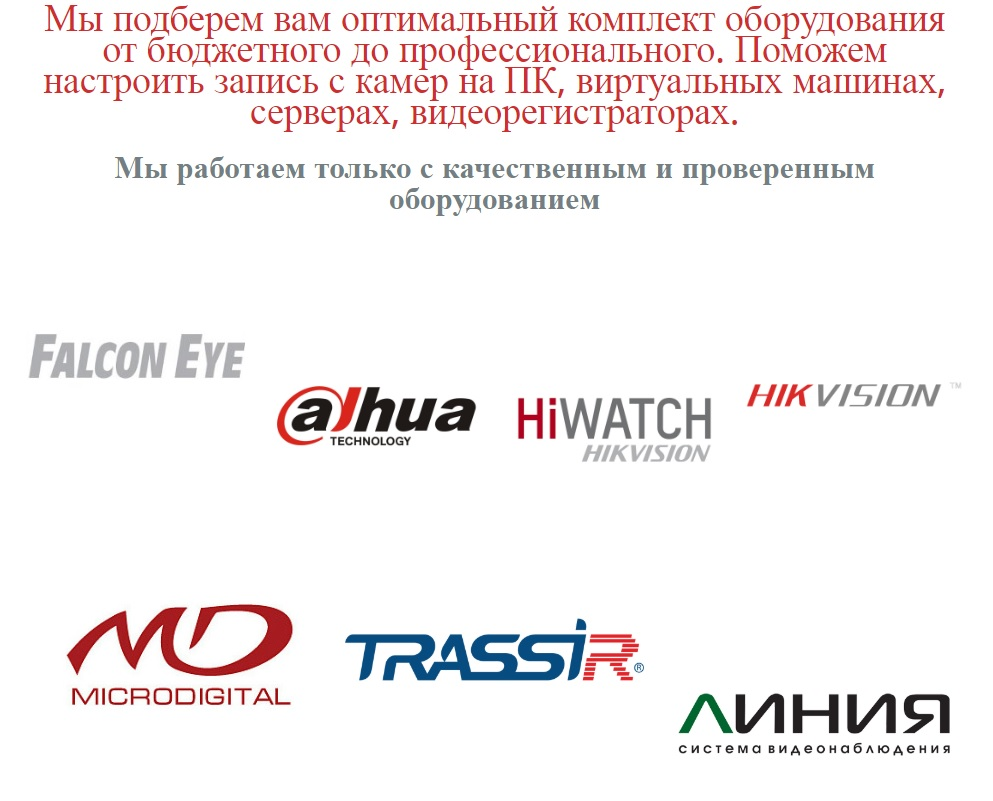 Мы подберем вам оптимальный комплект оборудования
от бюджетного до профессионального. Поможем
настроить запись с камер на ПК, виртуальных машинах,
серверах, видеорегистраторах.
Мы работаем только с качественным и проверенным
оборудованием
FALCON EYE
alhua
TECHNOLOGY
HiWATCH
HIKVISION
HIKVISION ™
MD
MICRODIGITAL
TRASSIR®
ЛИНИЯ
система видеонаблюдения